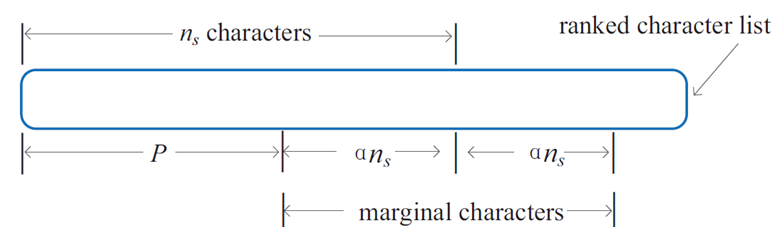 n_s characters
ranked character list
P
αn_s
αn_s
marginal characters